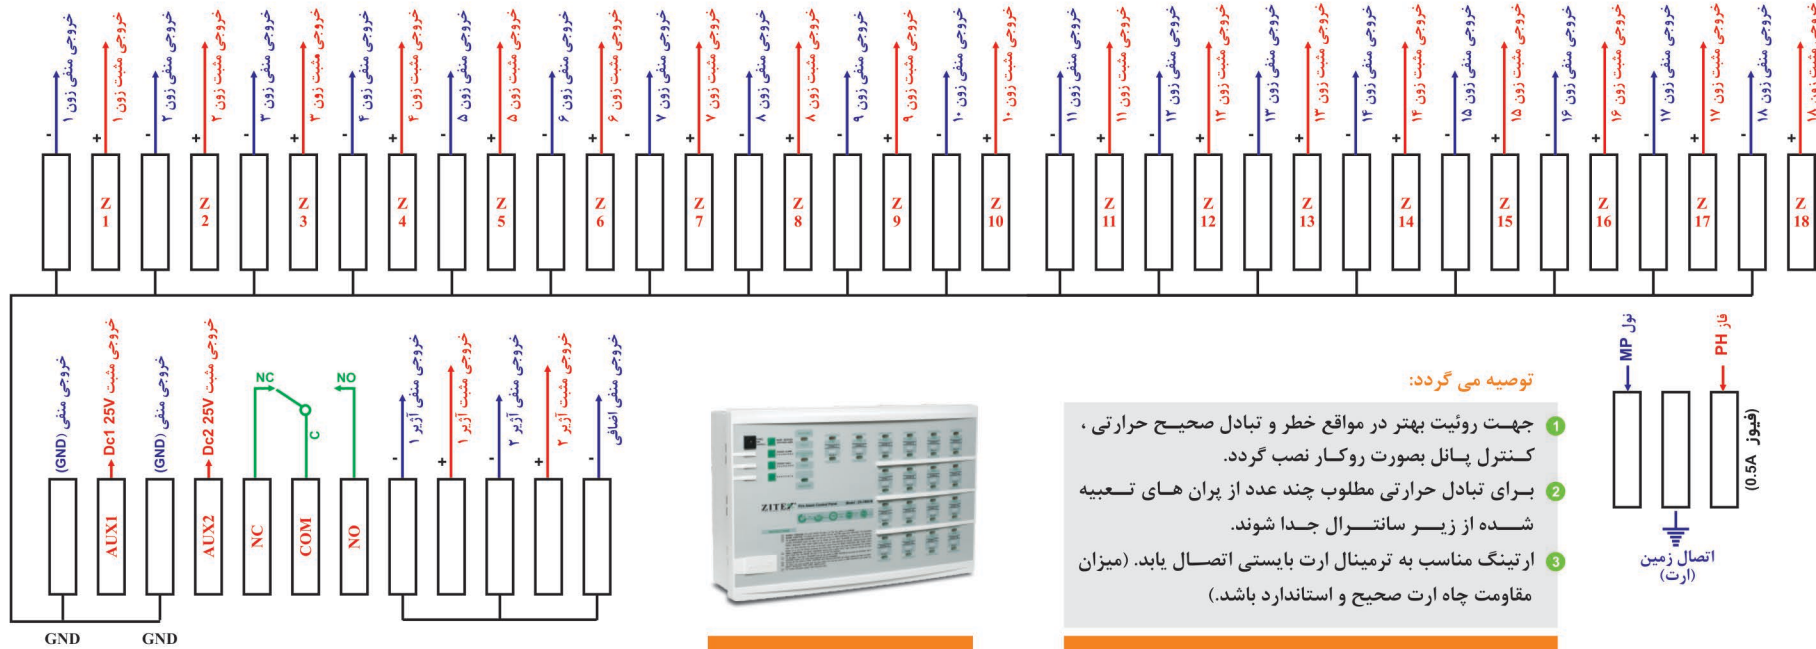 خروجی منفی زون ۱
خروجی مثبت زون ۱
خروجی منفی زون ۲
خروجی مثبت زون ۲
خروجی منفی زون ۳
خروجی مثبت زون ۳
خروجی منفی زون ۴
خروجی مثبت زون ۴
خروجی منفی زون ۵
خروجی مثبت زون ۵
خروجی منفی زون ۶
خروجی مثبت زون ۶
خروجی منفی زون ۷
خروجی مثبت زون ۷
خروجی منفی زون ۸
خروجی مثبت زون ۸
خروجی منفی زون ۹
خروجی مثبت زون ۹
خروجی منفی زون ۱۰
خروجی مثبت زون ۱۰
خروجی منفی زون ۱۱
خروجی مثبت زون ۱۱
خروجی منفی زون ۱۲
خروجی مثبت زون ۱۲
خروجی منفی زون ۱۳
خروجی مثبت زون ۱۳
خروجی منفی زون ۱۴
خروجی مثبت زون ۱۴
خروجی منفی زون ۱۵
خروجی مثبت زون ۱۵
خروجی منفی زون ۱۶
خروجی مثبت زون ۱۶
خروجی منفی زون ۱۷
خروجی مثبت زون ۱۷
خروجی منفی زون ۱۸
خروجی مثبت زون ۱۸
- + - + - + - + - + - + - + - + - + - + - + - + - + - + - + - + - + - +
Z 1
Z 2
Z 3
Z 4
Z 5
Z 6
Z 7
Z 8
Z 9
Z 10
Z 11
Z 12
Z 13
Z 14
Z 15
Z 16
Z 17
Z 18
خروجی منفی (GND)
خروجی مثبت Dc1 25V
خروجی منفی (GND)
خروجی مثبت Dc2 25V
NC
C
NO
خروجی منفی آژیر ۱
خروجی مثبت آژیر ۱
خروجی منفی آژیر ۲
خروجی مثبت آژیر ۲
خروجی منفی اضافی
- + - + -
AUX1
AUX2
NC
COM
NO
GND
GND
ZITEX
Fire Alarm Control Panel
توصیه می گردد:
1 جهت روئیت بهتر در مواقع خطر و تبادل صحیح حرارتی ،
کنترل پانل بصورت روکار نصب گردد.
2 برای تبادل حرارتی مطلوب چند عدد از پران های تعبیه
شده از زیر سانترال جدا شوند.
3 ارتینگ مناسب به ترمینال ارت بایستی اتصال یابد. (میزان
مقاومت چاه ارت صحیح و استاندارد باشد.)
نول MP
فاز PH
(فیوز 0.5A)
اتصال زمین
(ارت)